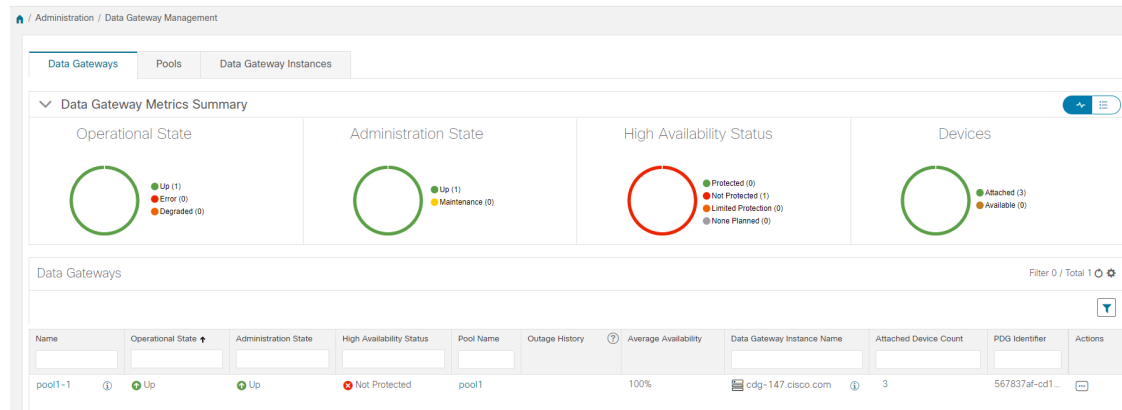 / Administration / Data Gateway Management
Data Gateways Pools Data Gateway Instances
Data Gateway Metrics Summary
Operational State
Up (1)
Error (0)
Degraded (0)
Administration State
Up (1)
Maintenance (0)
High Availability Status
Protected (0)
Not Protected (1)
Limited Protection (0)
None Planned (0)
Devices
Attached (3)
Available (0)
Data Gateways Filter 0 / Total 1
Name Operational State Administration State High Availability Status Pool Name Outage History ? Average Availability Data Gateway Instance Name Attached Device Count PDG Identifier Actions
pool1-1 Up Up Not Protected pool1 100% cdg-147.cisco.com 3 567837af-cd1...